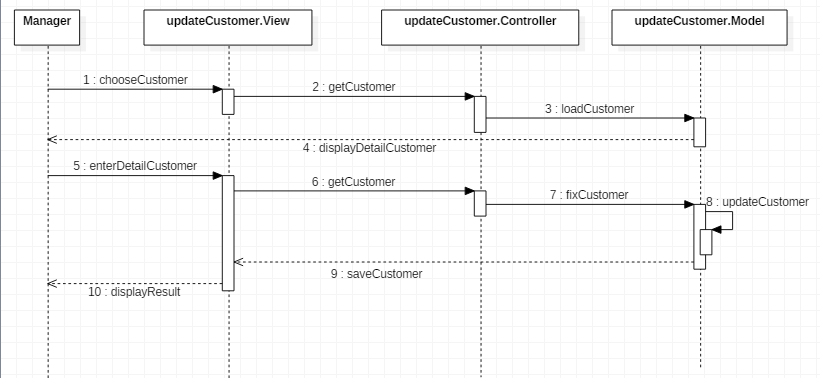 Manager
updateCustomer.View
updateCustomer.Controller
updateCustomer.Model
1 : chooseCustomer
2 : getCustomer
3 : loadCustomer
4 : displayDetailCustomer
5 : enterDetailCustomer
6 : getCustomer
7 : fixCustomer
8 : updateCustomer
9 : saveCustomer
10 : displayResult